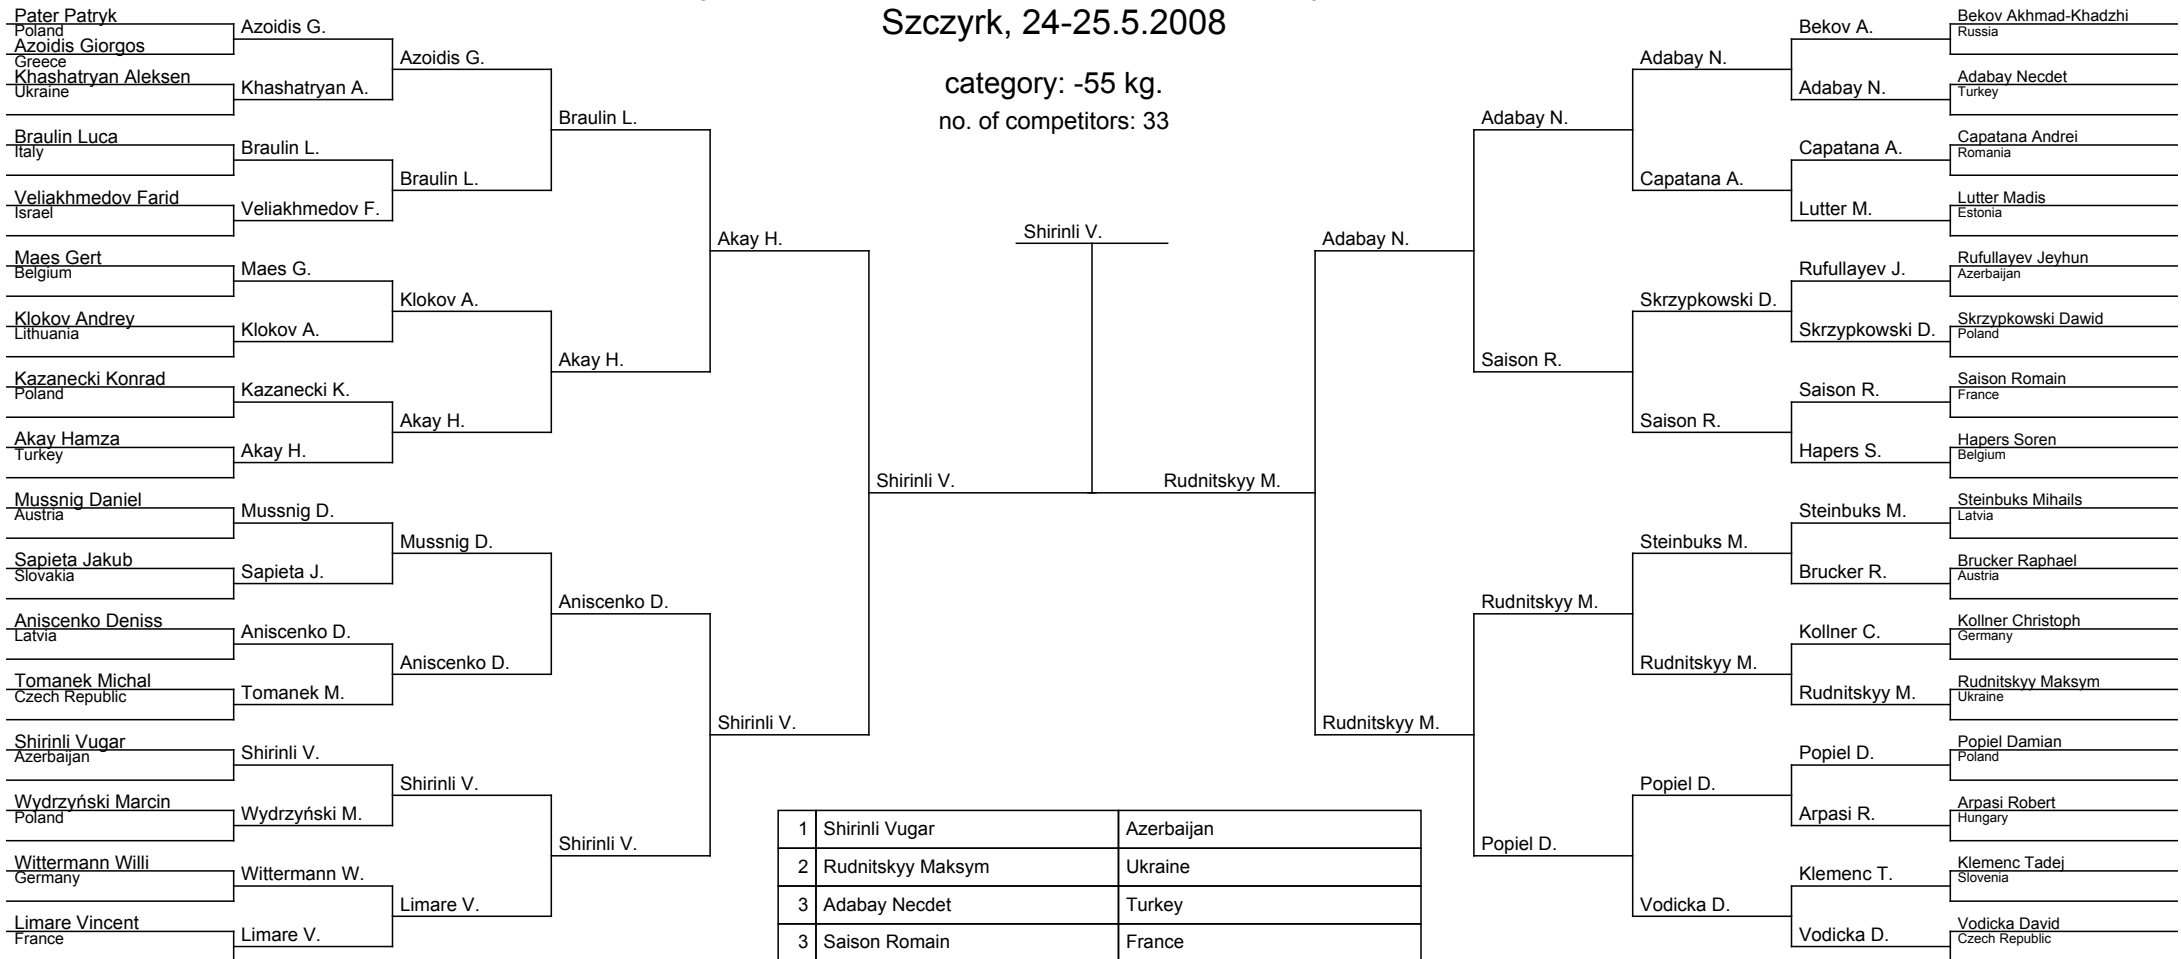 Szczyrk, 24-25.5.2008
category: -55 kg.
no. of competitors: 33
Pater Patryk
Poland
Azoidis Giorgos
Greece
Khashatryan Aleksen
Ukraine
Braulin Luca
Italy
Veliakhmedov Farid
Israel
Maes Gert
Belgium
Klokov Andrey
Lithuania
Kazanecki Konrad
Poland
Akay Hamza
Turkey
Mussnig Daniel
Austria
Sapieta Jakub
Slovakia
Aniscenko Deniss
Latvia
Tomanek Michal
Czech Republic
Shirinli Vugar
Azerbaijan
Wydrzyński Marcin
Poland
Wittermann Willi
Germany
Limare Vincent
France
Azoidis G.
Khashatryan A.
Braulin L.
Veliakhmedov F.
Maes G.
Klokov A.
Kazanecki K.
Akay H.
Mussnig D.
Sapieta J.
Aniscenko D.
Tomanek M.
Shirinli V.
Wydrzyński M.
Wittermann W.
Limare V.
Azoidis G.
Braulin L.
Klokov A.
Akay H.
Mussnig D.
Aniscenko D.
Shirinli V.
Limare V.
Braulin L.
Akay H.
Aniscenko D.
Shirinli V.
Akay H.
Shirinli V.
Shirinli V.
Shirinli V.
Rudnitskyy M.
Adabay N.
Rudnitskyy M.
Adabay N.
Saison R.
Rudnitskyy M.
Popiel D.
Adabay N.
Capatana A.
Skrzypkowski D.
Saison R.
Steinbuks M.
Rudnitskyy M.
Popiel D.
Vodicka D.
Bekov A.
Adabay N.
Capatana A.
Lutter M.
Rufullayev J.
Skrzypkowski D.
Saison R.
Hapers S.
Steinbuks M.
Brucker R.
Kollner C.
Rudnitskyy M.
Popiel D.
Arpasi R.
Klemenc T.
Vodicka D.
Bekov Akhmad-Khadzhi
Russia
Adabay Necdet
Turkey
Capatana Andrei
Romania
Lutter Madis
Estonia
Rufullayev Jeyhun
Azerbaijan
Skrzypkowski Dawid
Poland
Saison Romain
France
Hapers Soren
Belgium
Steinbuks Mihails
Latvia
Brucker Raphael
Austria
Kollner Christoph
Germany
Rudnitskyy Maksym
Ukraine
Popiel Damian
Poland
Arpasi Robert
Hungary
Klemenc Tadej
Slovenia
Vodicka David
Czech Republic
1 Shirinli Vugar Azerbaijan
2 Rudnitskyy Maksym Ukraine
3 Adabay Necdet Turkey
3 Saison Romain France